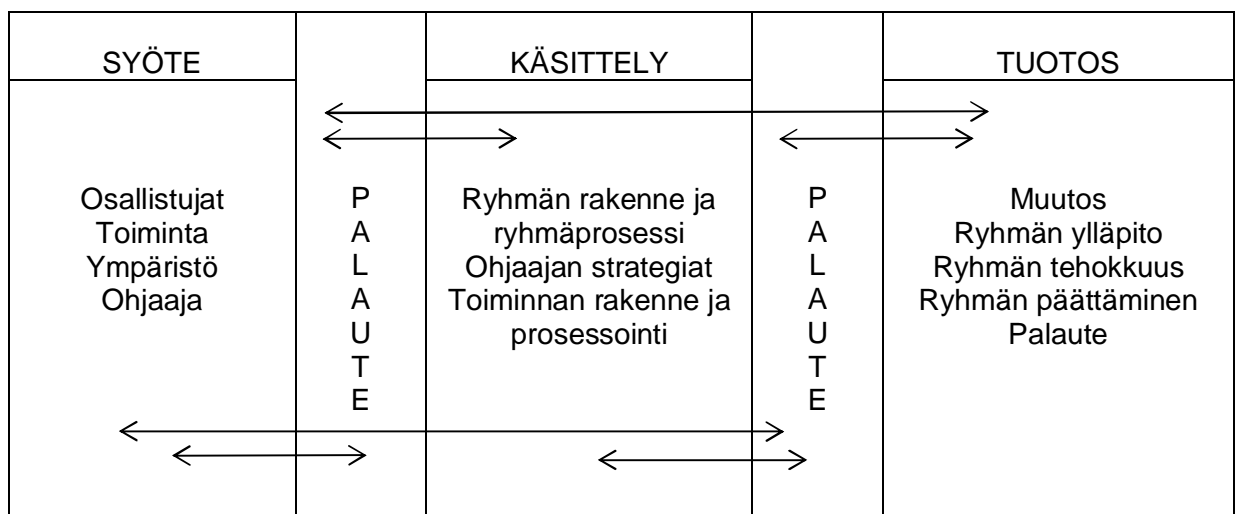 SYÖTE
KÄSITTELY
TUOTOS
Osallistujat
Toiminta
Ympäristö
Ohjaaja
P
A
L
A
U
T
E
Ryhmän rakenne ja
ryhmäprosessi
Ohjaajan strategiat
Toiminnan rakenne ja
prosessointi
P
A
L
A
U
T
E
Muutos
Ryhmän ylläpito
Ryhmän tehokkuus
Ryhmän päättäminen
Palaute